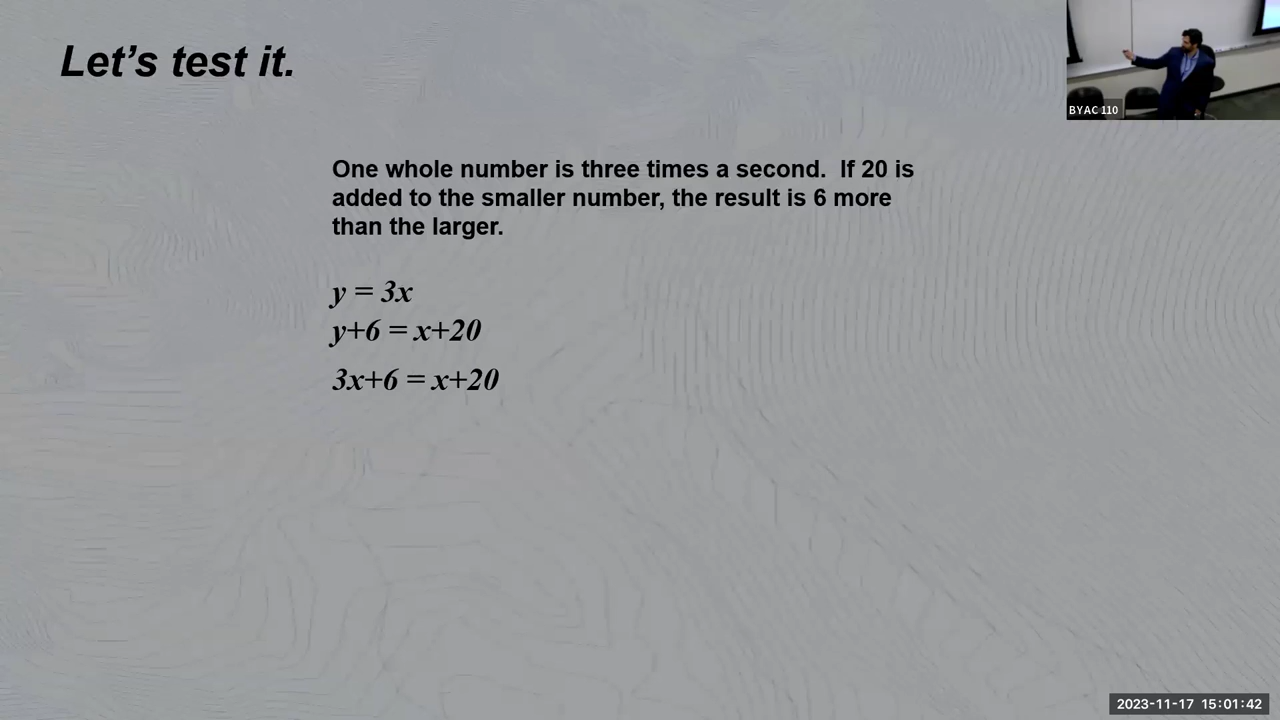 Let's test it.
BYAC 110
One whole number is three times a second.  If 20 is
added to the smaller number, the result is 6 more
than the larger.
y = 3x
y+6 = x+20
3x+6 = x+20
2023-11-17 15:01:42